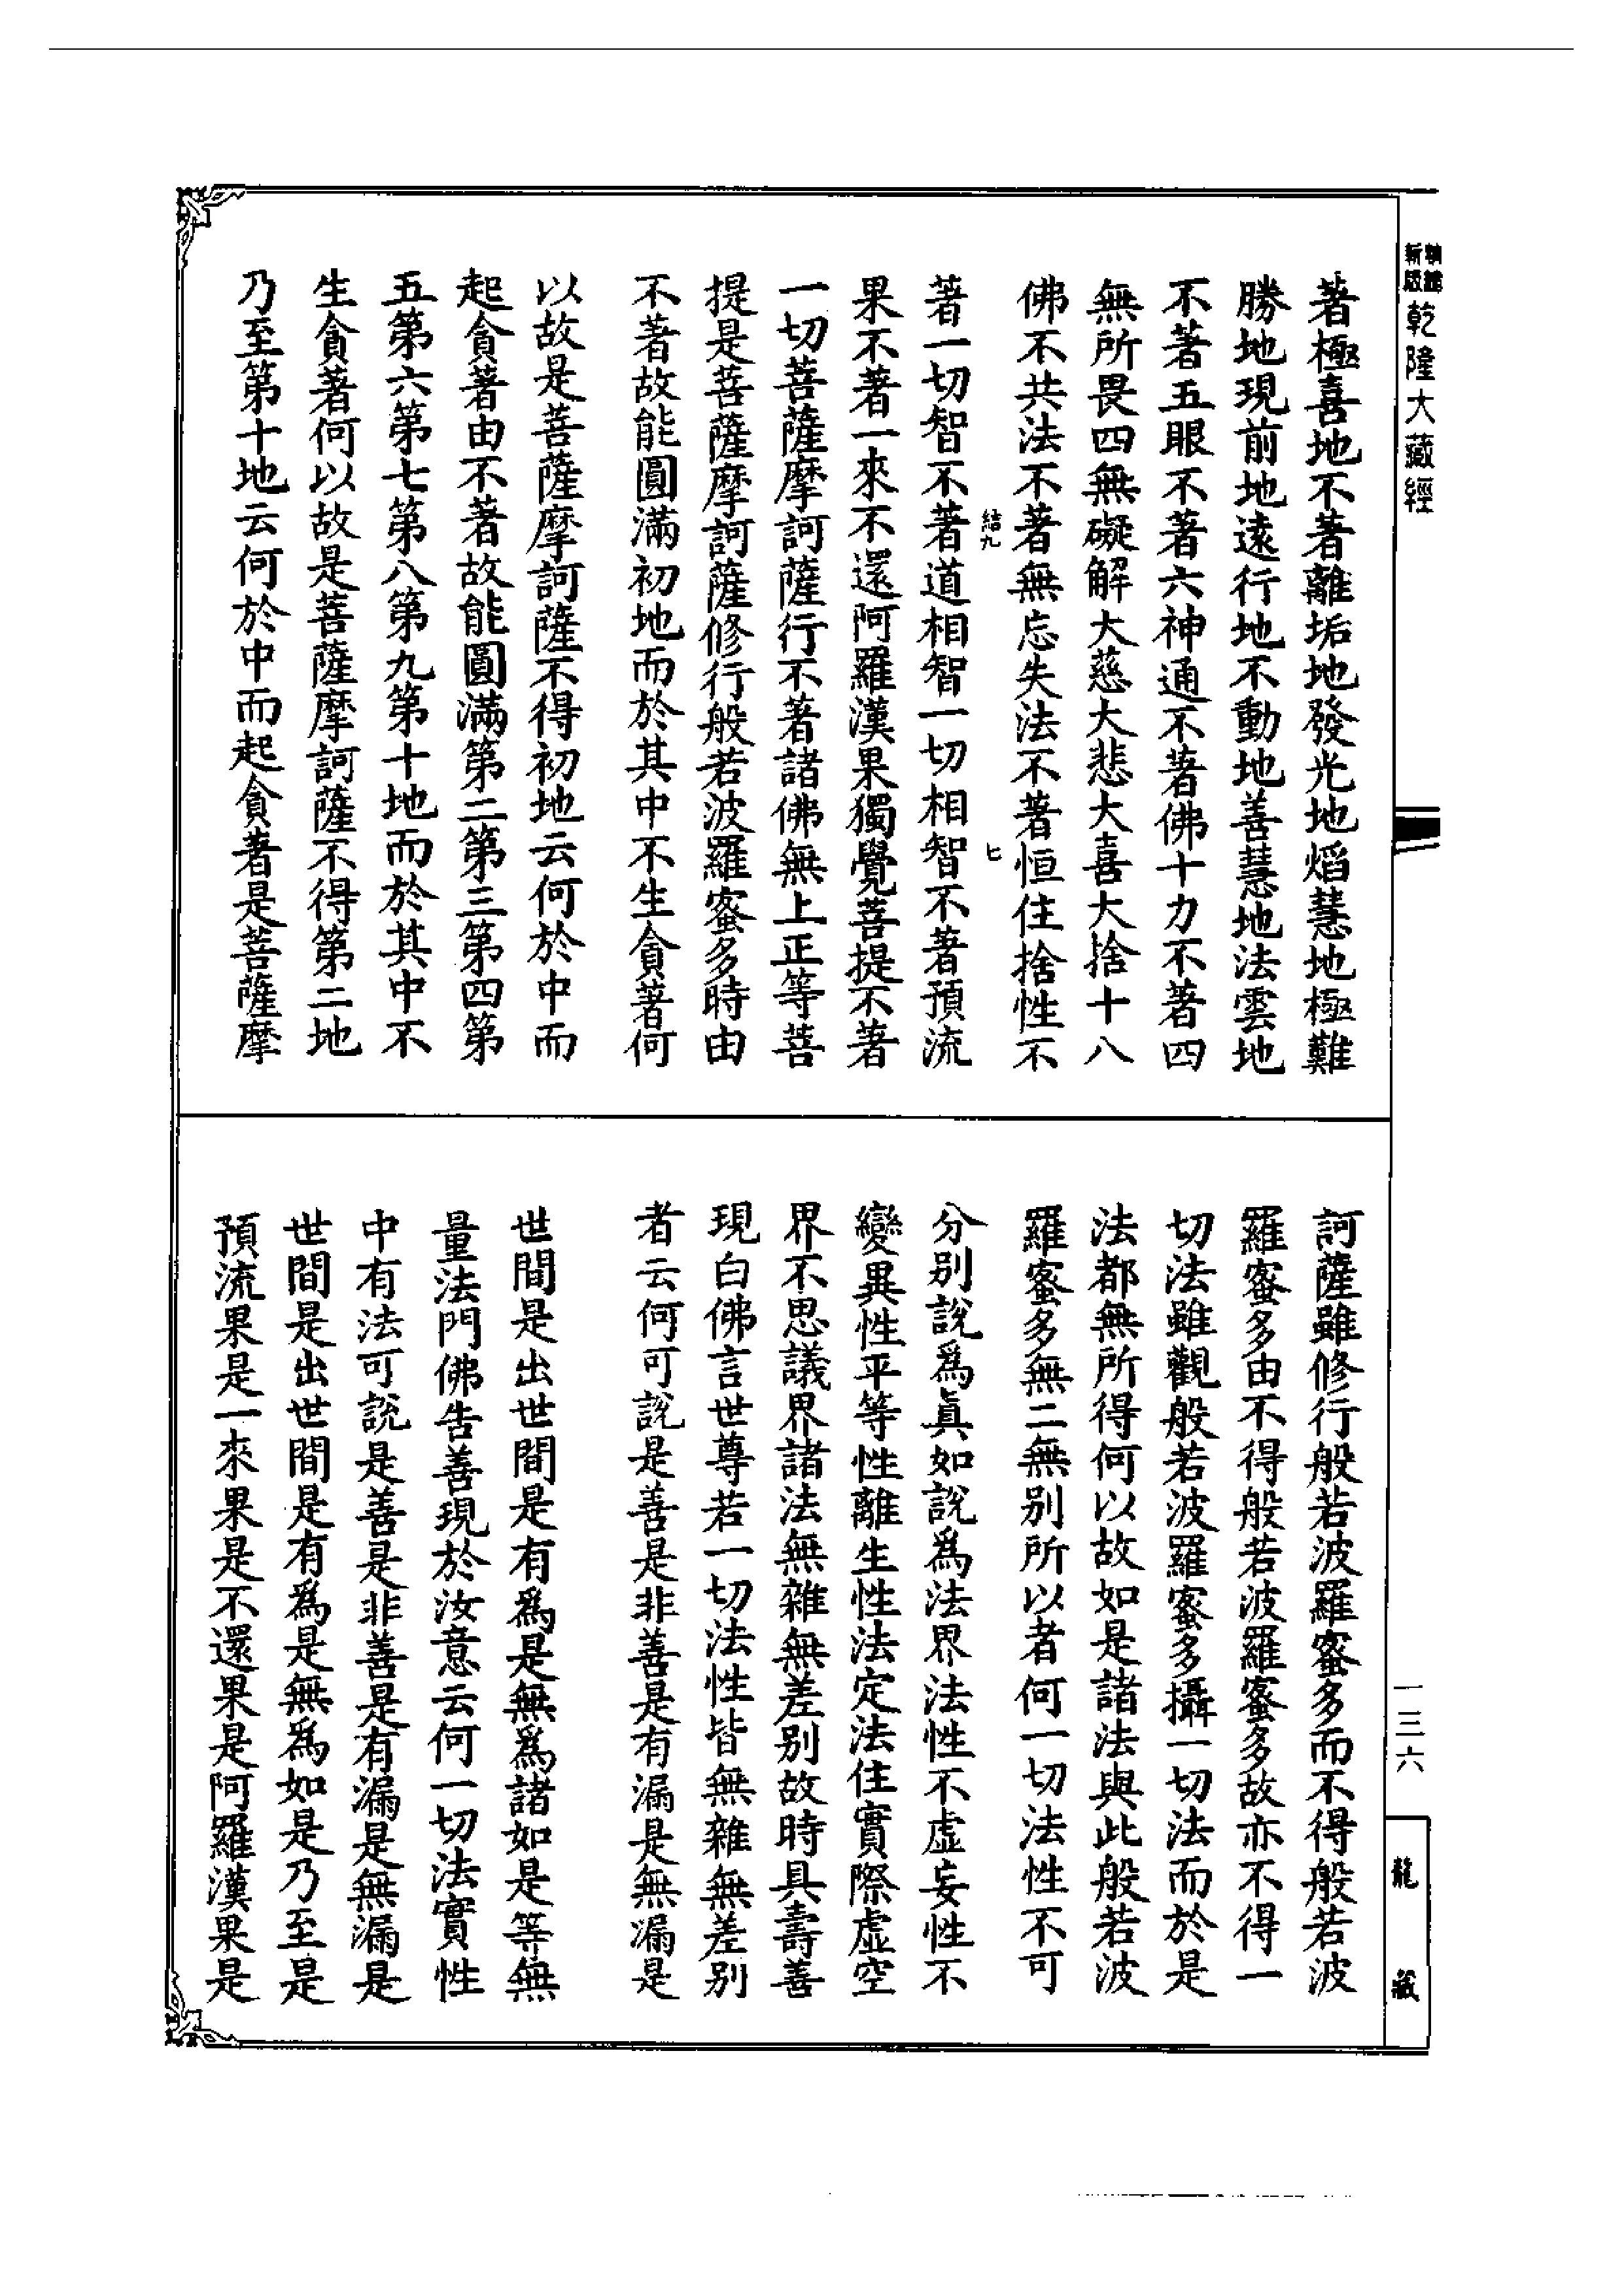 乾隆大藏經
著極喜地不著離垢地發光地焰慧地極難
勝地現前地遠行地不動地善慧地法雲地
不著五眼不著六神通不著佛十力不著四
無所畏四無礙解大慈大悲大喜大捨十八
佛不共法不著無忘失法不著恒住捨性不
結九
七
著一切智不著道相智一切相智不著預流
果不著一來不還阿羅漢果獨覺菩提不著
一切菩薩摩訶薩行不著諸佛無上正等菩
提是菩薩摩訶薩修行般若波羅蜜多時由
不著故能圓滿初地而於其中不生貪著何
以故是菩薩摩訶薩不得初地云何於中而
起貪著由不著故能圓滿第二第三第四第
五第六第七第八第九第十地而於其中不
生貪著何以故是菩薩摩訶薩不得第二地
乃至第十地云何於中而起貪著是菩薩摩
一三六
龍藏
訶薩雖修行般若波羅蜜多而不得般若波
羅蜜多由不得般若波羅蜜多故亦不得一
切法雖觀般若波羅蜜多攝一切法而於是
法都無所得何以故如是諸法與此般若波
羅蜜多無二無別所以者何一切法性不可
分別說為眞如說為法界法性不虛妄性不
變異性平等性離生性法定法住實際虛空
界不思議界諸法無雜無差別故時具壽善
現白佛言世尊若一切法性皆無雜無差別
者云何可說是善是非善是有漏是無漏是
世間是出世間是有為是無為諸如是等無
量法門佛告善現於汝意云何一切法實性
中有法可說是善是非善是有漏是無漏是
世間是出世間是有為是無為如是乃至是
預流果是一來果是不還果是阿羅漢果是